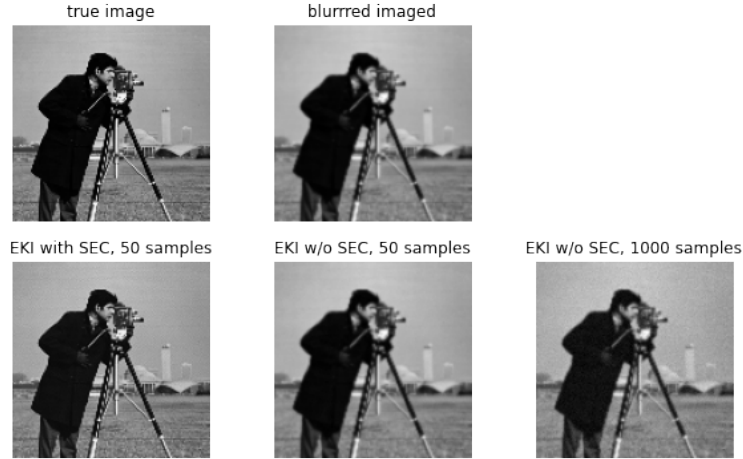 true image
blurrred imaged
EKI with SEC, 50 samples
EKI w/o SEC, 50 samples
EKI w/o SEC, 1000 samples